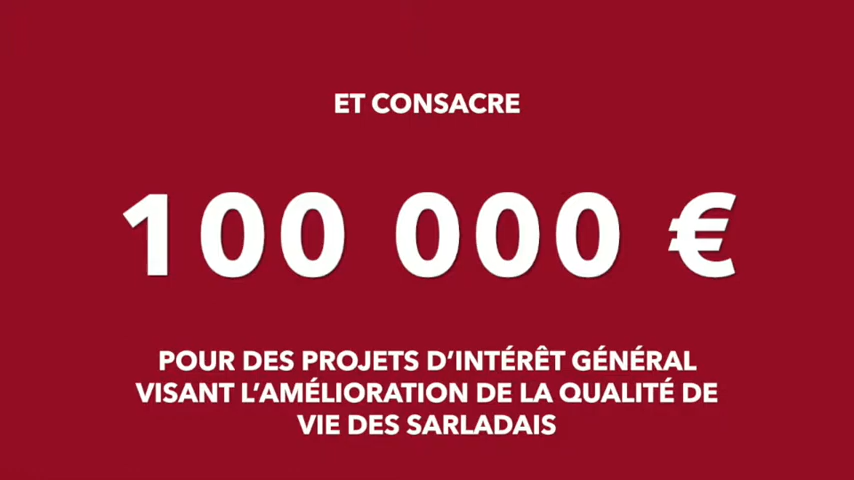 ET CONSACRE
100 000 €
POUR DES PROJETS D'INTÉRÊT GÉNÉRAL
VISANT L'AMÉLIORATION DE LA QUALITÉ DE
VIE DES SARLADAIS